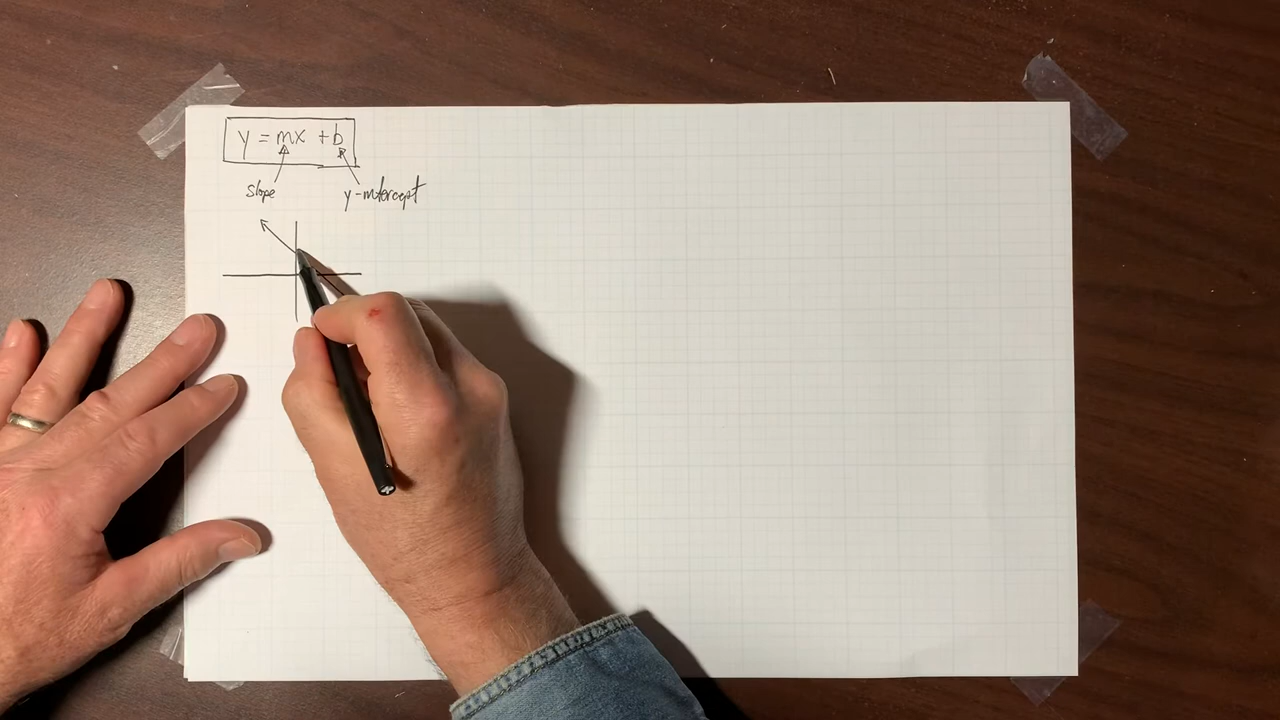 y = mx + b
slope y-intercept